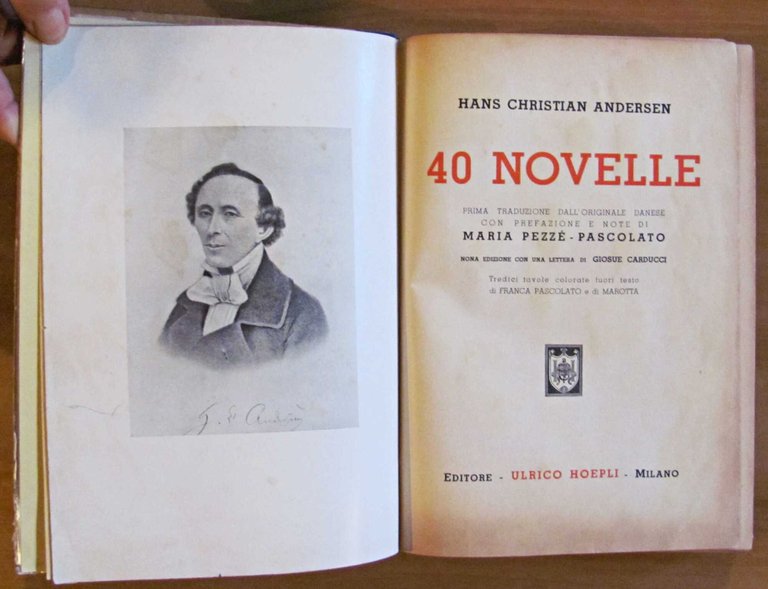 H. C. Andersen
HANS CHRISTIAN ANDERSEN
40 NOVELLE
PRIMA TRADUZIONE DALL'ORIGINALE DANESE
CON PREFAZIONE E NOTE DI
MARIA PEZZÉ-PASCOLATO
NONA EDIZIONE CON UNA LETTERA DI GIOSUE CARDUCCI
Tredici tavole colorate fuori testo
di FRANCA PASCOLATO e di MAROTTA
EDITORE - ULRICO HOEPLI - MILANO